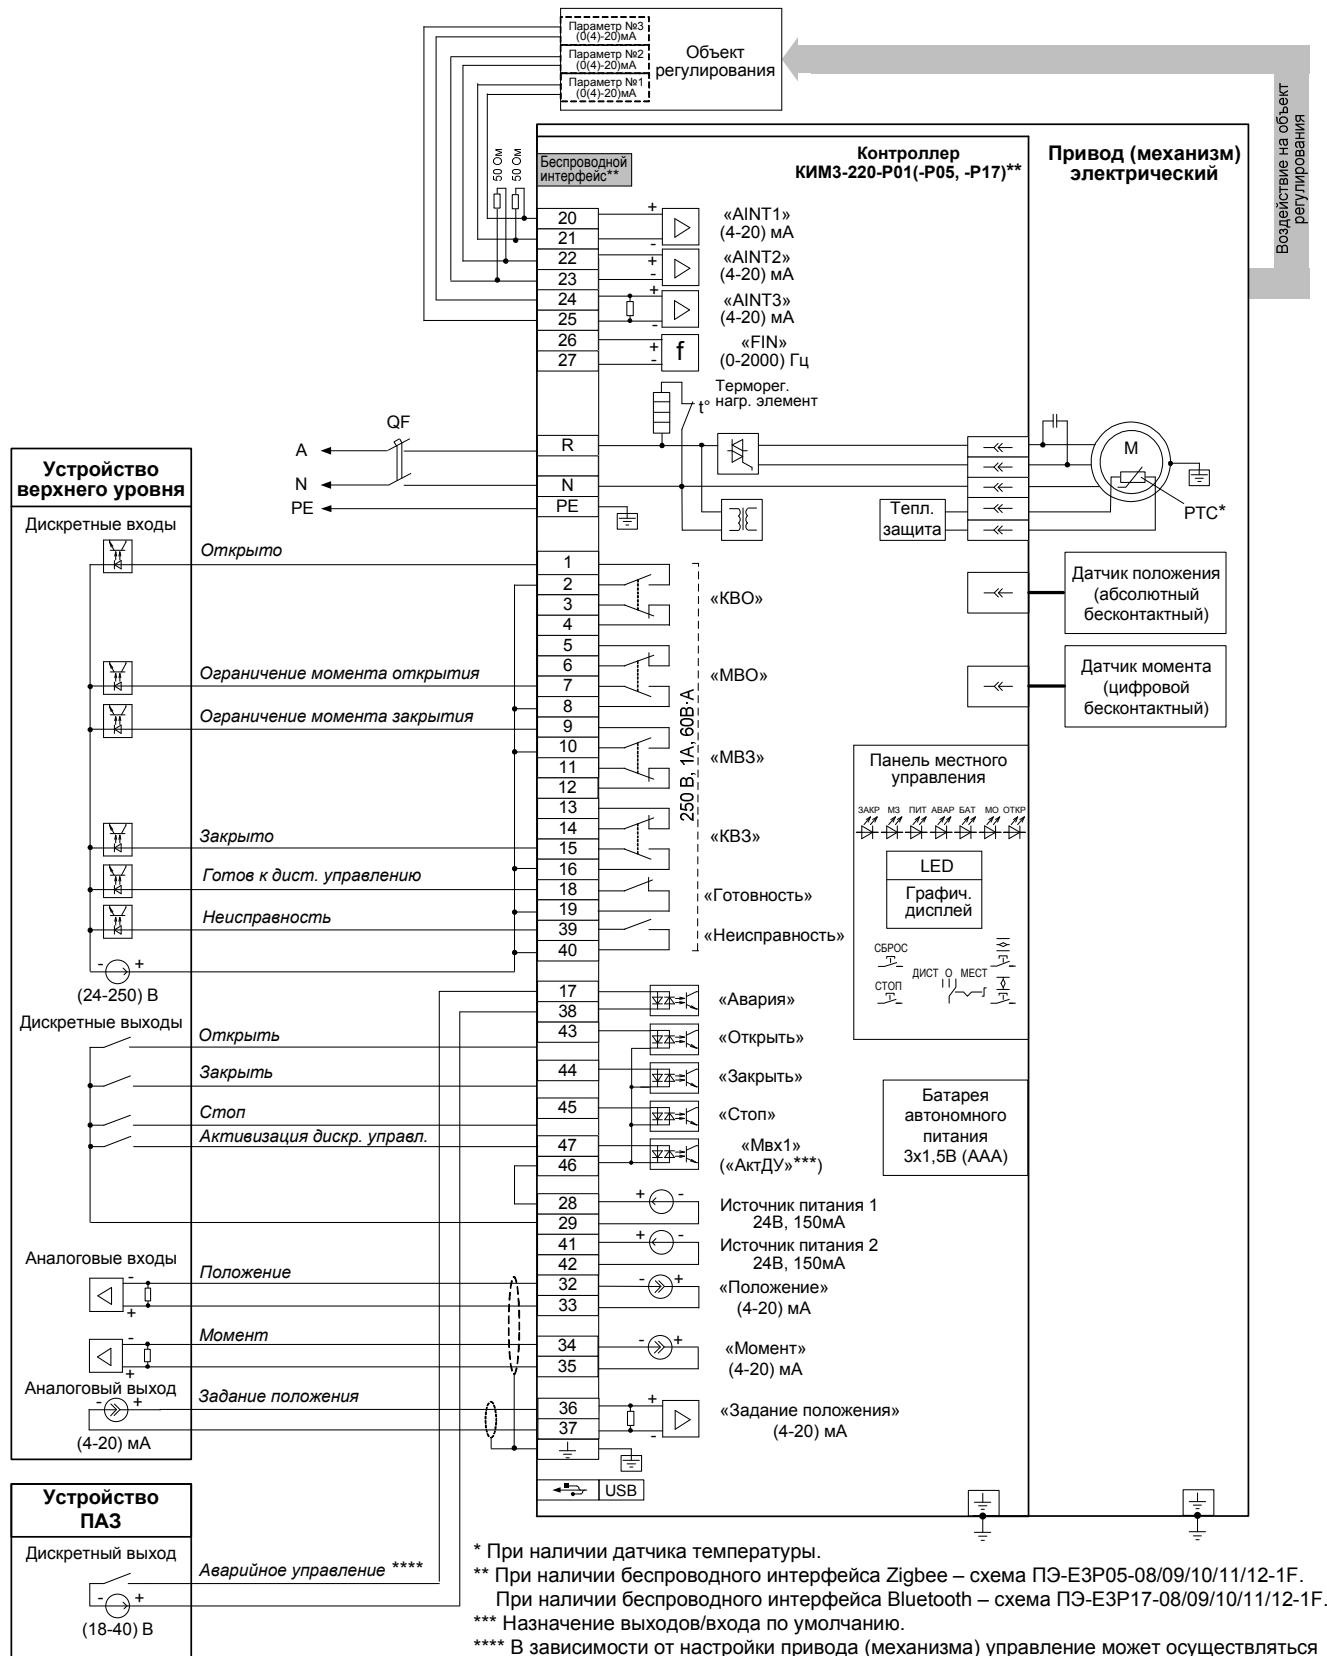 Параметр №3
(0(4)-20)мА
Параметр №2
(0(4)-20)мА
Параметр №1
(0(4)-20)мА
Объект
регулирования
Воздействие на объект
регулирования
50 Ом
50 Ом
Беспроводной
интерфейс**
Контроллер
КИМ3-220-Р01(-Р05, -Р17)**
Привод (механизм)
электрический
20
21
22
23
24
25
26
27
+
-
«AINT1»
(4-20) мА
+
-
«AINT2»
(4-20) мА
+
-
«AINT3»
(4-20) мА
+
-
f
«FIN»
(0-2000) Гц
Терморег.
нагр. элемент
t°
QF
A
N
PE
R
N
PE
M
PTC*
Тепл.
защита
Датчик положения
(абсолютный
бесконтактный)
Датчик момента
(цифровой
бесконтактный)
Устройство
верхнего уровня
Дискретные входы
Открыто
Ограничение момента открытия
Ограничение момента закрытия
Закрыто
Готов к дист. управлению
Неисправность
- +
(24-250) В
1
2
3
4
5
6
7
8
9
10
11
12
13
14
15
16
18
19
39
40
«КВО»
«МВО»
«МВЗ»
«КВЗ»
«Готовность»
«Неисправность»
250 В, 1А, 60В·А
Панель местного
управления
ЗАКР МЗ ПИТ АВАР БАТ МО ОТКР
LED
Графич.
дисплей
СБРОС
СТОП
ДИСТ О МЕСТ
Батарея
автономного
питания
3х1,5В (ААА)
Дискретные выходы
Открыть
Закрыть
Стоп
Активизация дискр. управл.
17
38
43
44
45
47
46
28
29
41
42
32
33
34
35
36
37
«Авария»
«Открыть»
«Закрыть»
«Стоп»
«Мвх1»
(«АктДУ»***)
+ -
Источник питания 1
24В, 150мА
+ -
Источник питания 2
24В, 150мА
- +
«Положение»
(4-20) мА
- +
«Момент»
(4-20) мА
+
-
«Задание положения»
(4-20) мА
USB
Аналоговые входы
-
+
Положение
-
+
Момент
Аналоговый выход
- +
Задание положения
(4-20) мА
Устройство
ПАЗ
Дискретный выход
Аварийное управление ****
- +
(18-40) В
* При наличии датчика температуры.
** При наличии беспроводного интерфейса Zigbee – схема ПЭ-Е3Р05-08/09/10/11/12-1F.
При наличии беспроводного интерфейса Bluetooth – схема ПЭ-Е3Р17-08/09/10/11/12-1F.
*** Назначение выходов/входа по умолчанию.
**** В зависимости от настройки привода (механизма) управление может осуществляться